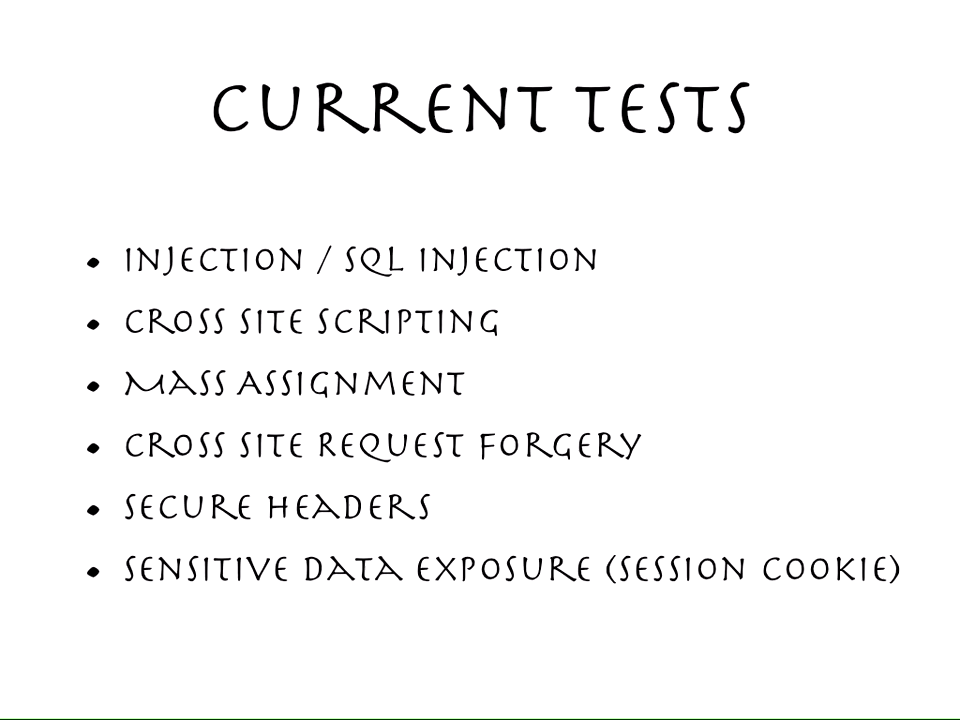 Current Tests
• Injection / SQL Injection
• Cross Site Scripting
• Mass Assignment
• Cross Site Request Forgery
• Secure Headers
• Sensitive Data Exposure (Session Cookie)